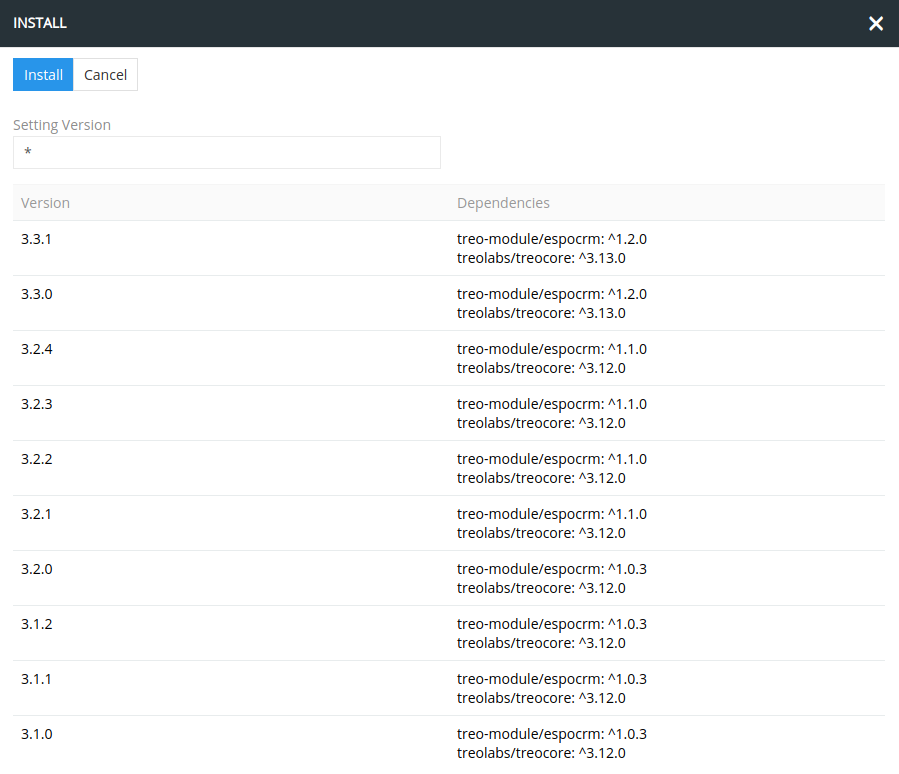 INSTALL
Install Cancel
Setting Version
*
Version Dependencies
3.3.1 treo-module/espocrm: ^1.2.0
treolabs/treocore: ^3.13.0
3.3.0 treo-module/espocrm: ^1.2.0
treolabs/treocore: ^3.13.0
3.2.4 treo-module/espocrm: ^1.1.0
treolabs/treocore: ^3.12.0
3.2.3 treo-module/espocrm: ^1.1.0
treolabs/treocore: ^3.12.0
3.2.2 treo-module/espocrm: ^1.1.0
treolabs/treocore: ^3.12.0
3.2.1 treo-module/espocrm: ^1.1.0
treolabs/treocore: ^3.12.0
3.2.0 treo-module/espocrm: ^1.0.3
treolabs/treocore: ^3.12.0
3.1.2 treo-module/espocrm: ^1.0.3
treolabs/treocore: ^3.12.0
3.1.1 treo-module/espocrm: ^1.0.3
treolabs/treocore: ^3.12.0
3.1.0 treo-module/espocrm: ^1.0.3
treolabs/treocore: ^3.12.0